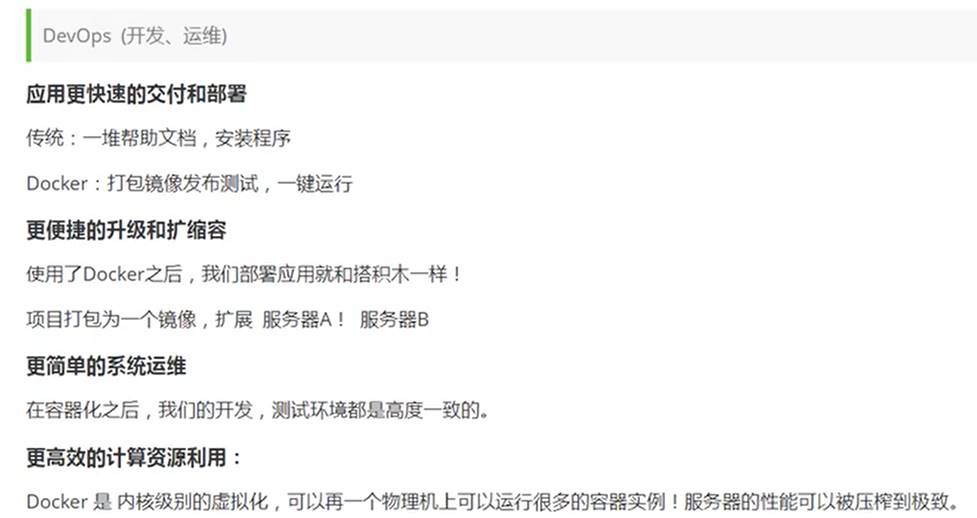 DevOps (开发、运维)
应用更快速的交付和部署
传统：一堆帮助文档，安装程序
Docker：打包镜像发布测试，一键运行
更便捷的升级和扩缩容
使用了Docker之后，我们部署应用就和搭积木一样！
项目打包为一个镜像，扩展 服务器A！ 服务器B
更简单的系统运维
在容器化之后，我们的开发，测试环境都是高度一致的。
更高效的计算资源利用：
Docker 是 内核级别的虚拟化，可以再一个物理机上可以运行很多的容器实例！服务器的性能可以被压榨到极致。